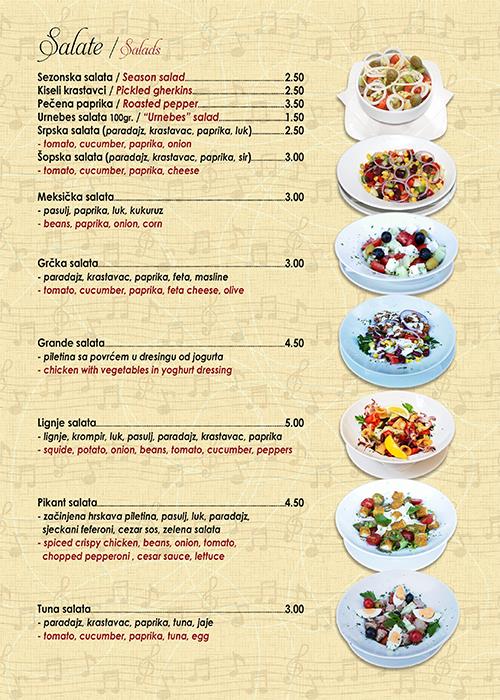 Salate / Salads
Sezonska salata / Season salad 2.50
Kiseli krastavci / Pickled gherkins 2.50
Pečena paprika / Roasted pepper 3.50
Urnebes salata 100gr. / “Urnebes” salad 1.50
Srpska salata (paradajz, krastavac, paprika, luk) 2.50
- tomato, cucumber, paprika, onion
Šopska salata (paradajz, krastavac, paprika, sir) 3.00
- tomato, cucumber, paprika, cheese
Meksička salata 3.00
- pasulj, paprika, luk, kukuruz
- beans, paprika, onion, corn
Grčka salata 3.00
- paradajz, krastavac, paprika, feta, masline
- tomato, cucumber, paprika, feta cheese, olive
Grande salata 4.50
- piletina sa povrćem u dresingu od jogurta
- chicken with vegetables in yoghurt dressing
Lignje salata 5.00
- lignje, krompir, luk, pasulj, paradajz, krastavac, paprika
- squide, potato, onion, beans, tomato, cucumber, peppers
Pikant salata 4.50
- začinjena hrskava piletina, pasulj, luk, paradajz,
sjeckani feferoni, cezar sos, zelena salata
- spiced crispy chicken, beans, onion, tomato,
chopped pepperoni , cesar sauce, lettuce
Tuna salata 3.00
- paradajz, krastavac, paprika, tuna, jaje
- tomato, cucumber, paprika, tuna, egg